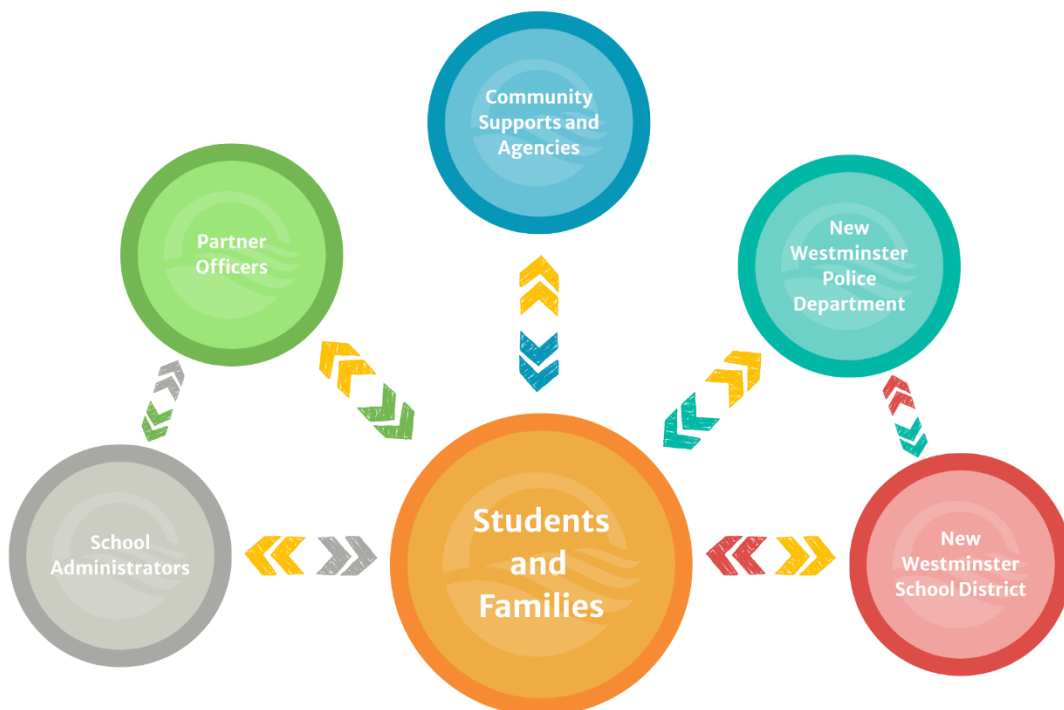 Community
Supports and
Agencies
Partner
Officers
New
Westminster
Police
Department
School
Administrators
Students
and
Families
New
Westminster
School District